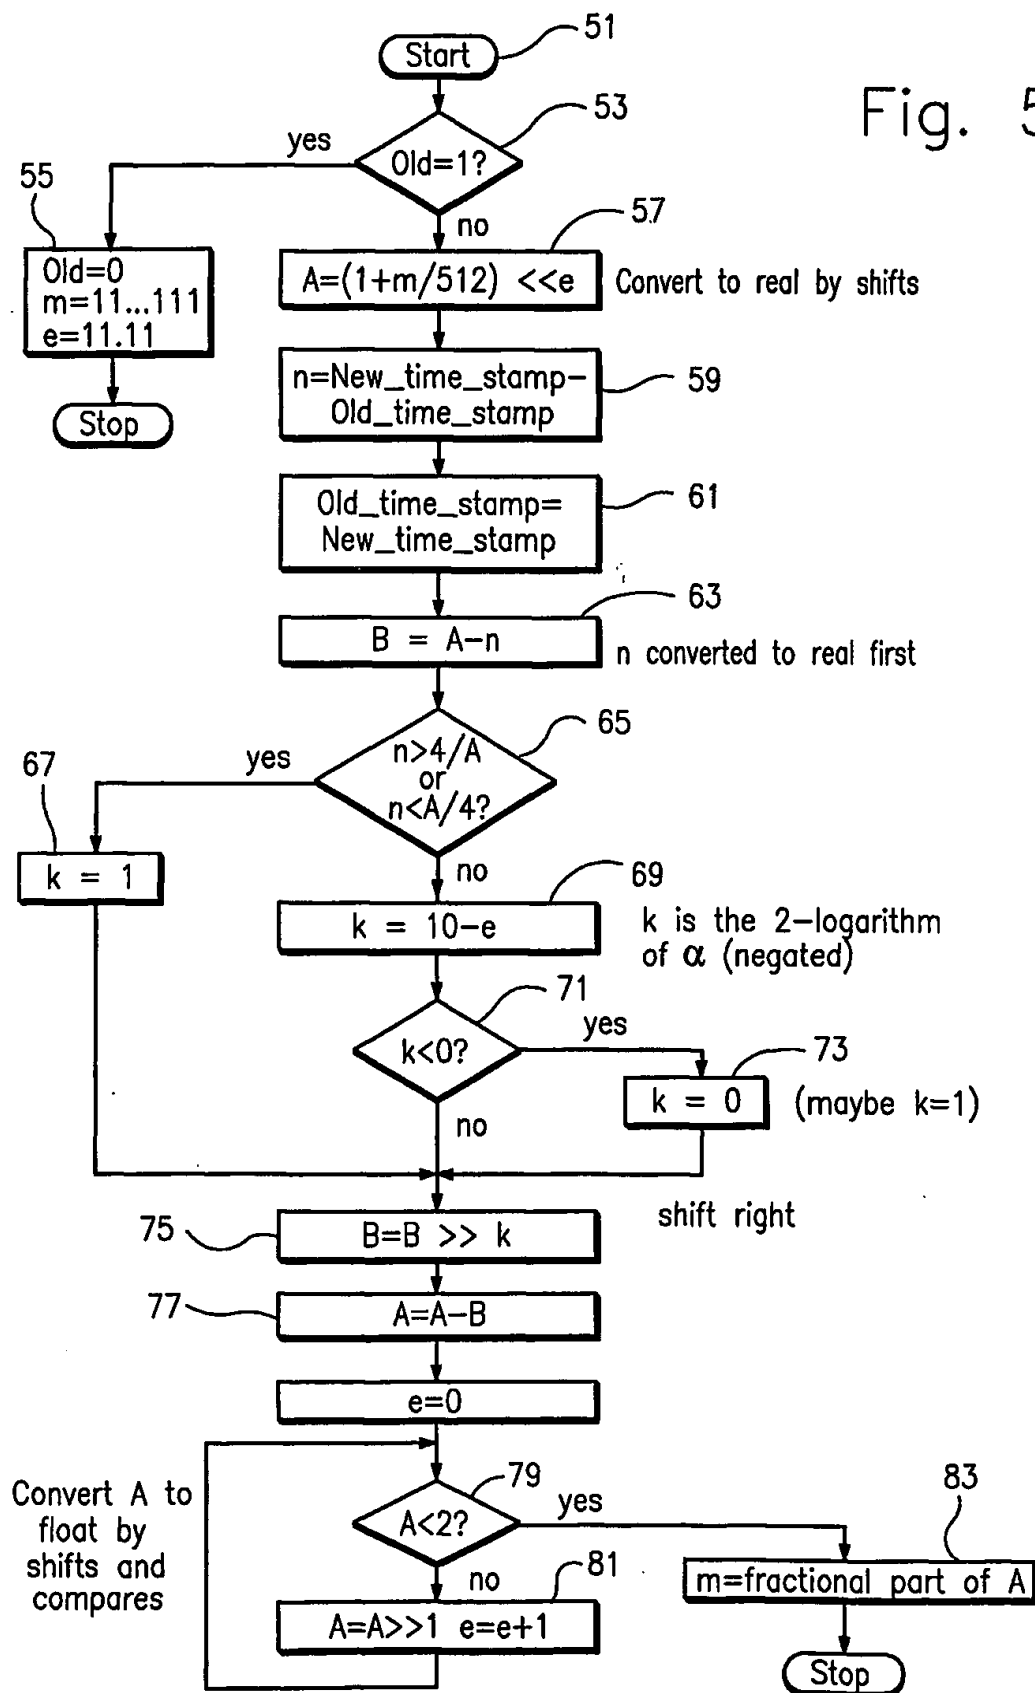 Fig. 5
Start
51
53
Old=1?
yes
no
55
Old=0
m=11...111
e=11.11
Stop
57
A=(1+m/512) <<e
Convert to real by shifts
n=New_time_stamp-
Old_time_stamp
59
Old_time_stamp=
New_time_stamp
61
63
B = A-n
n converted to real first
65
n>4/A
or
n<A/4?
yes
no
67
k = 1
69
k = 10-e
k is the 2-logarithm
of α (negated)
71
k<0?
yes
no
73
k = 0
(maybe k=1)
shift right
75
B=B >> k
77
A=A-B
e=0
Convert A to
float by
shifts and
compares
79
A<2?
yes
no
81
A=A>>1 e=e+1
83
m=fractional part of A
Stop